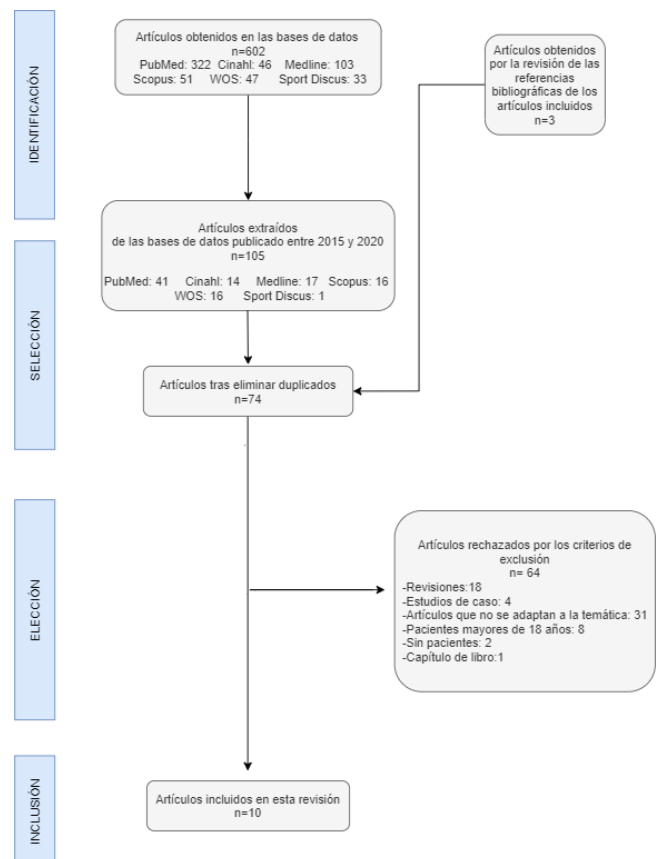 IDENTIFICACIÓN
Artículos obtenidos en las bases de datos
n=602
PubMed: 322 Cinahl: 46 Medline: 103
Scopus: 51 WOS: 47 Sport Discus: 33
Artículos obtenidos
por la revisión de las
referencias
bibliográficas de los
artículos incluidos
n=3
SELECCIÓN
Artículos extraídos
de las bases de datos publicado entre 2015 y 2020
n=105
PubMed: 41 Cinahl: 14 Medline: 17 Scopus: 16
WOS: 16 Sport Discus: 1
Artículos tras eliminar duplicados
n=74
ELECCIÓN
Artículos rechazados por los criterios de
exclusión
n= 64
-Revisiones:18
-Estudios de caso: 4
-Artículos que no se adaptan a la temática: 31
-Pacientes mayores de 18 años: 8
-Sin pacientes: 2
-Capítulo de libro:1
INCLUSIÓN
Artículos incluidos en esta revisión
n=10